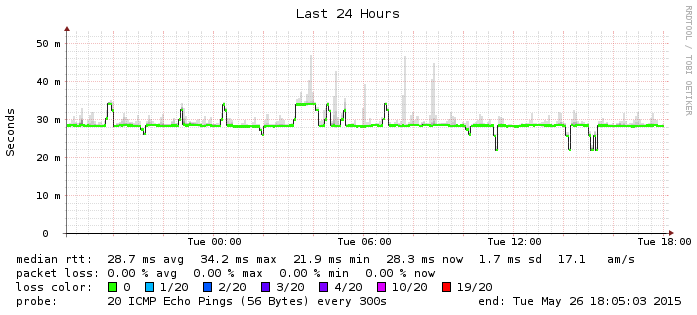 Last 24 Hours
RRDTOOL / TOBI OETIKER
50 m
40 m
30 m
20 m
10 m
0
Seconds
Tue 00:00 Tue 06:00 Tue 12:00 Tue 18:00
median rtt: 28.7 ms avg 34.2 ms max 21.9 ms min 28.3 ms now 1.7 ms sd 17.1 am/s
packet loss: 0.00 % avg 0.00 % max 0.00 % min 0.00 % now
loss color: 0 1/20 2/20 3/20 4/20 10/20 19/20
probe: 20 ICMP Echo Pings (56 Bytes) every 300s end: Tue May 26 18:05:03 2015